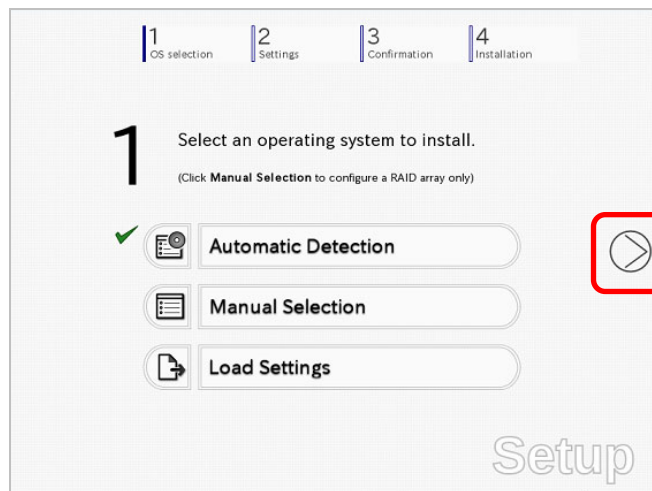 1 2 3 4
OS selection Settings Confirmation Installation
1
Select an operating system to install.
(Click Manual Selection to configure a RAID array only)
Automatic Detection
Manual Selection
Load Settings
Setup